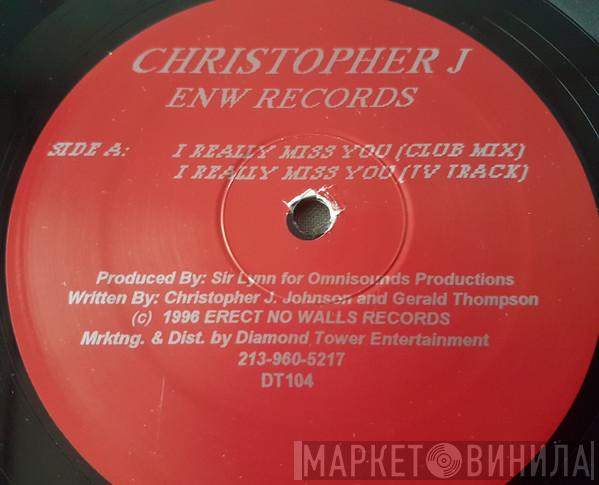 CHRISTOPHER J
ENW RECORDS
SIDE A: I REALLY MISS YOU (CLUB MIX)
I REALLY MISS YOU (TV TRACK)
Produced By: Sir Lynn for Omnisounds Productions
Written By: Christopher J. Johnson and Gerald Thompson
(c) 1996 ERECT NO WALLS RECORDS
Mrktng. & Dist. by Diamond Tower Entertainment
213-960-5217
DT104
МАРКЕТ ВИНИЛА